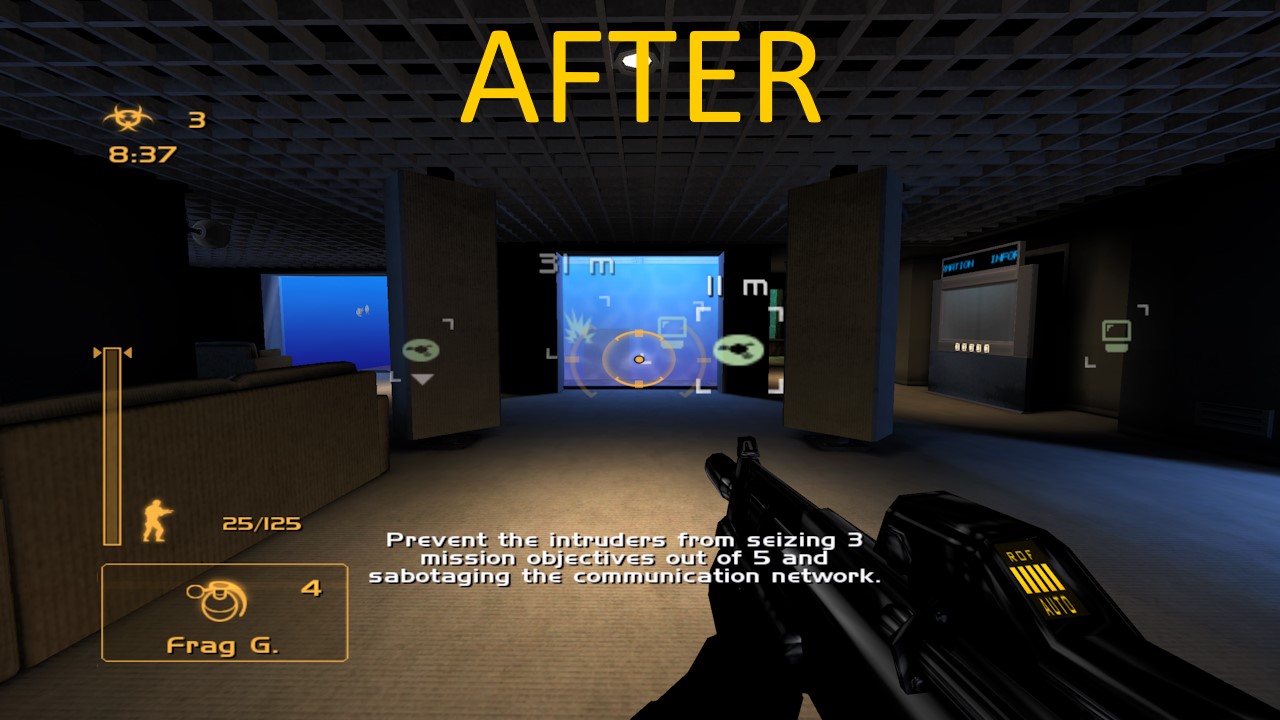 AFTER
3
8:37
31 m
11 m
INFOR
25/125
Prevent the intruders from seizing 3
mission objectives out of 5 and
sabotaging the communication network.
4
Frag G.
ROF
AUTO